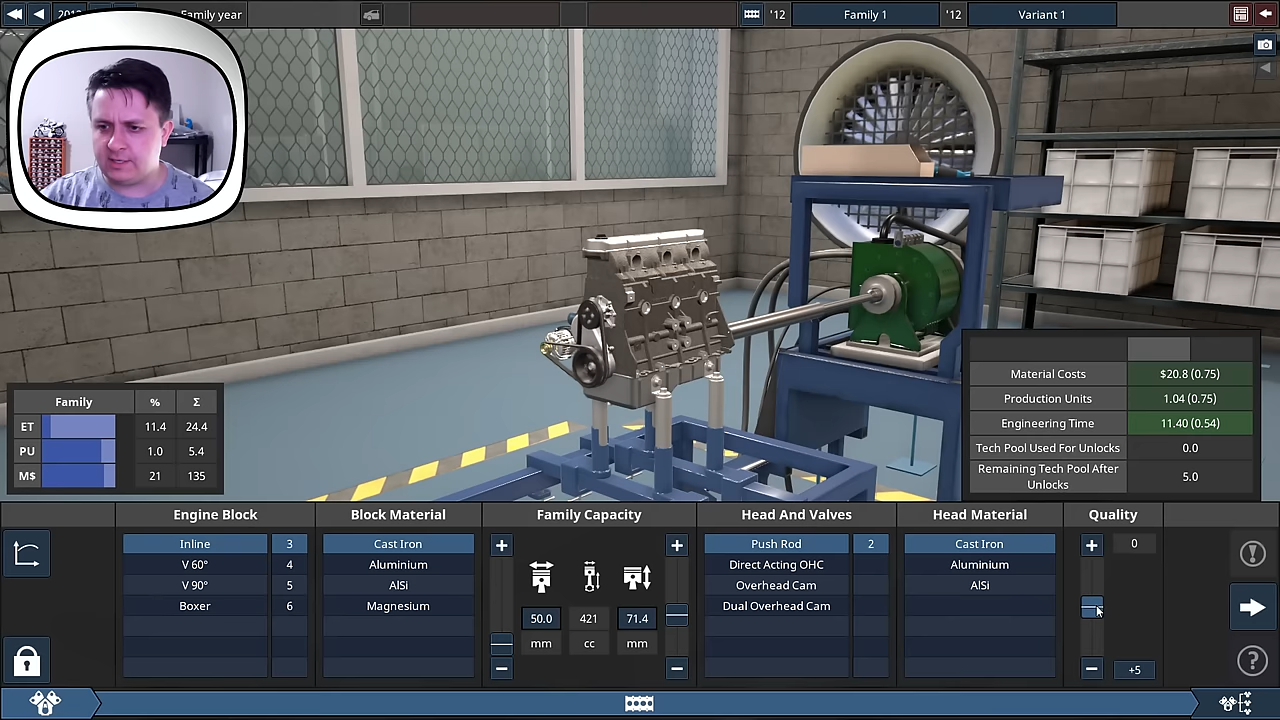 Family year
'12
Family 1
'12
Variant 1
Family % Σ
ET 11.4 24.4
PU 1.0 5.4
M$ 21 135
Material Costs $20.8 (0.75)
Production Units 1.04 (0.75)
Engineering Time 11.40 (0.54)
Tech Pool Used For Unlocks 0.0
Remaining Tech Pool After
Unlocks
5.0
Engine Block
Inline 3
V 60° 4
V 90° 5
Boxer 6
Block Material
Cast Iron
Aluminium
AlSi
Magnesium
Family Capacity
+ +
50.0 421 71.4
mm cc mm
− −
Head And Valves
Push Rod 2
Direct Acting OHC
Overhead Cam
Dual Overhead Cam
Head Material
Cast Iron
Aluminium
AlSi
Quality
+ 0
− +5
?